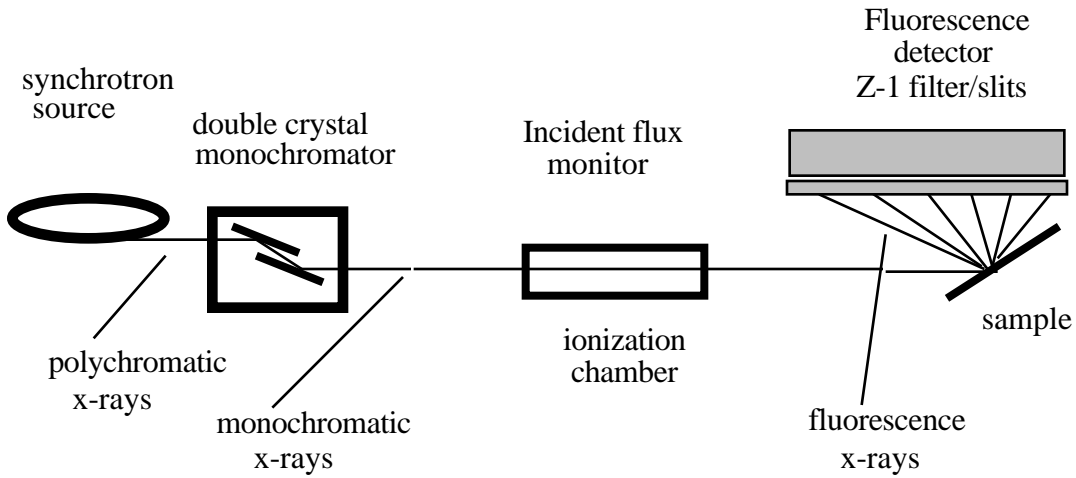 synchrotron
source
double crystal
monochromator
Incident flux
monitor
Fluorescence
detector
Z-1 filter/slits
polychromatic
x-rays
monochromatic
x-rays
ionization
chamber
fluorescence
x-rays
sample